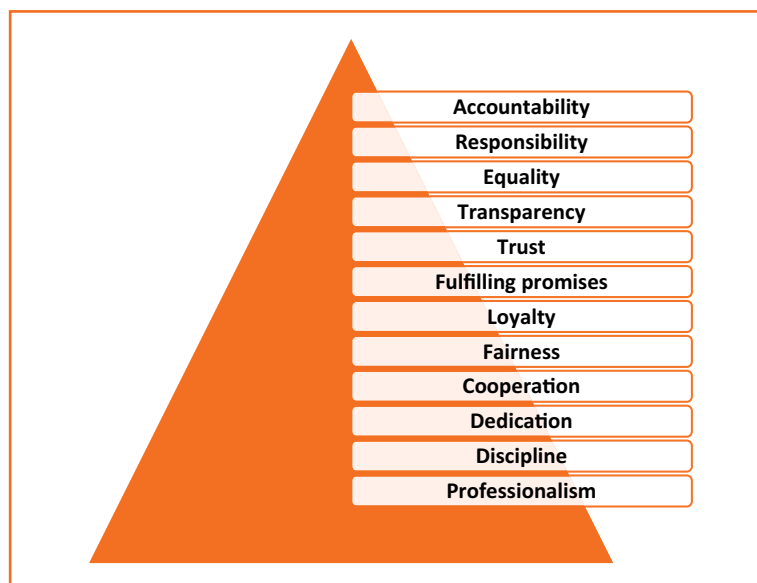 Accountability
Responsibility
Equality
Transparency
Trust
Fulfilling promises
Loyalty
Fairness
Cooperation
Dedication
Discipline
Professionalism